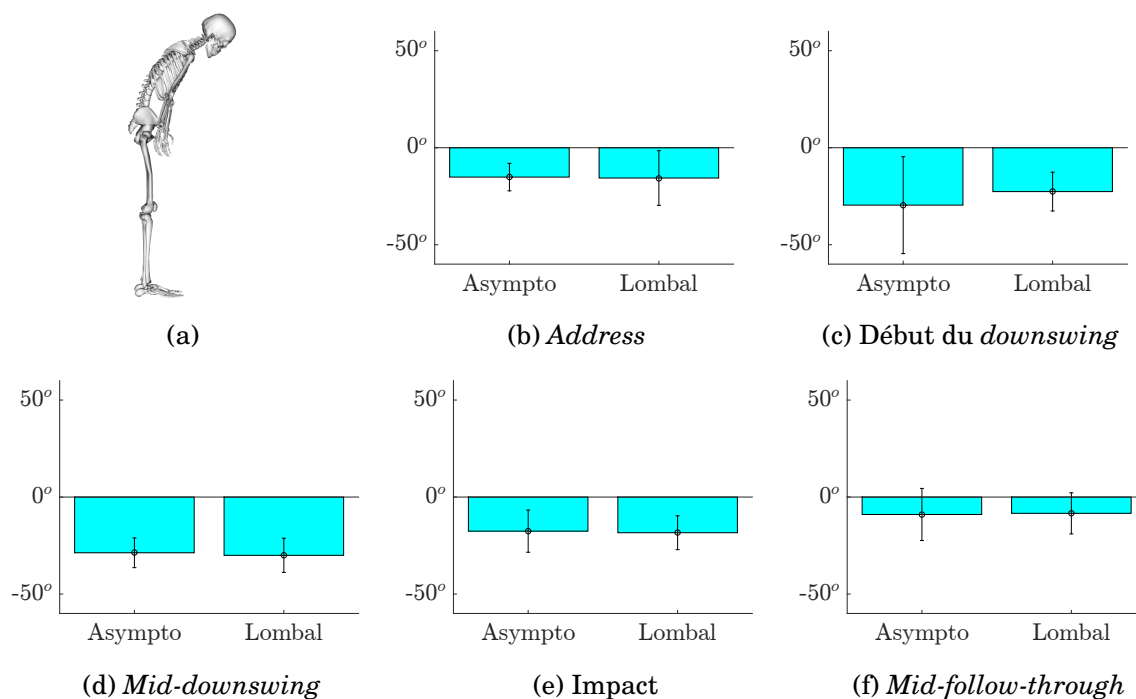 50°
0°
-50°
Asympto Lombal
50°
0°
-50°
Asympto Lombal
(a)
(b) Address
(c) Début du downswing
50°
0°
-50°
Asympto Lombal
50°
0°
-50°
Asympto Lombal
50°
0°
-50°
Asympto Lombal
(d) Mid-downswing
(e) Impact
(f) Mid-follow-through